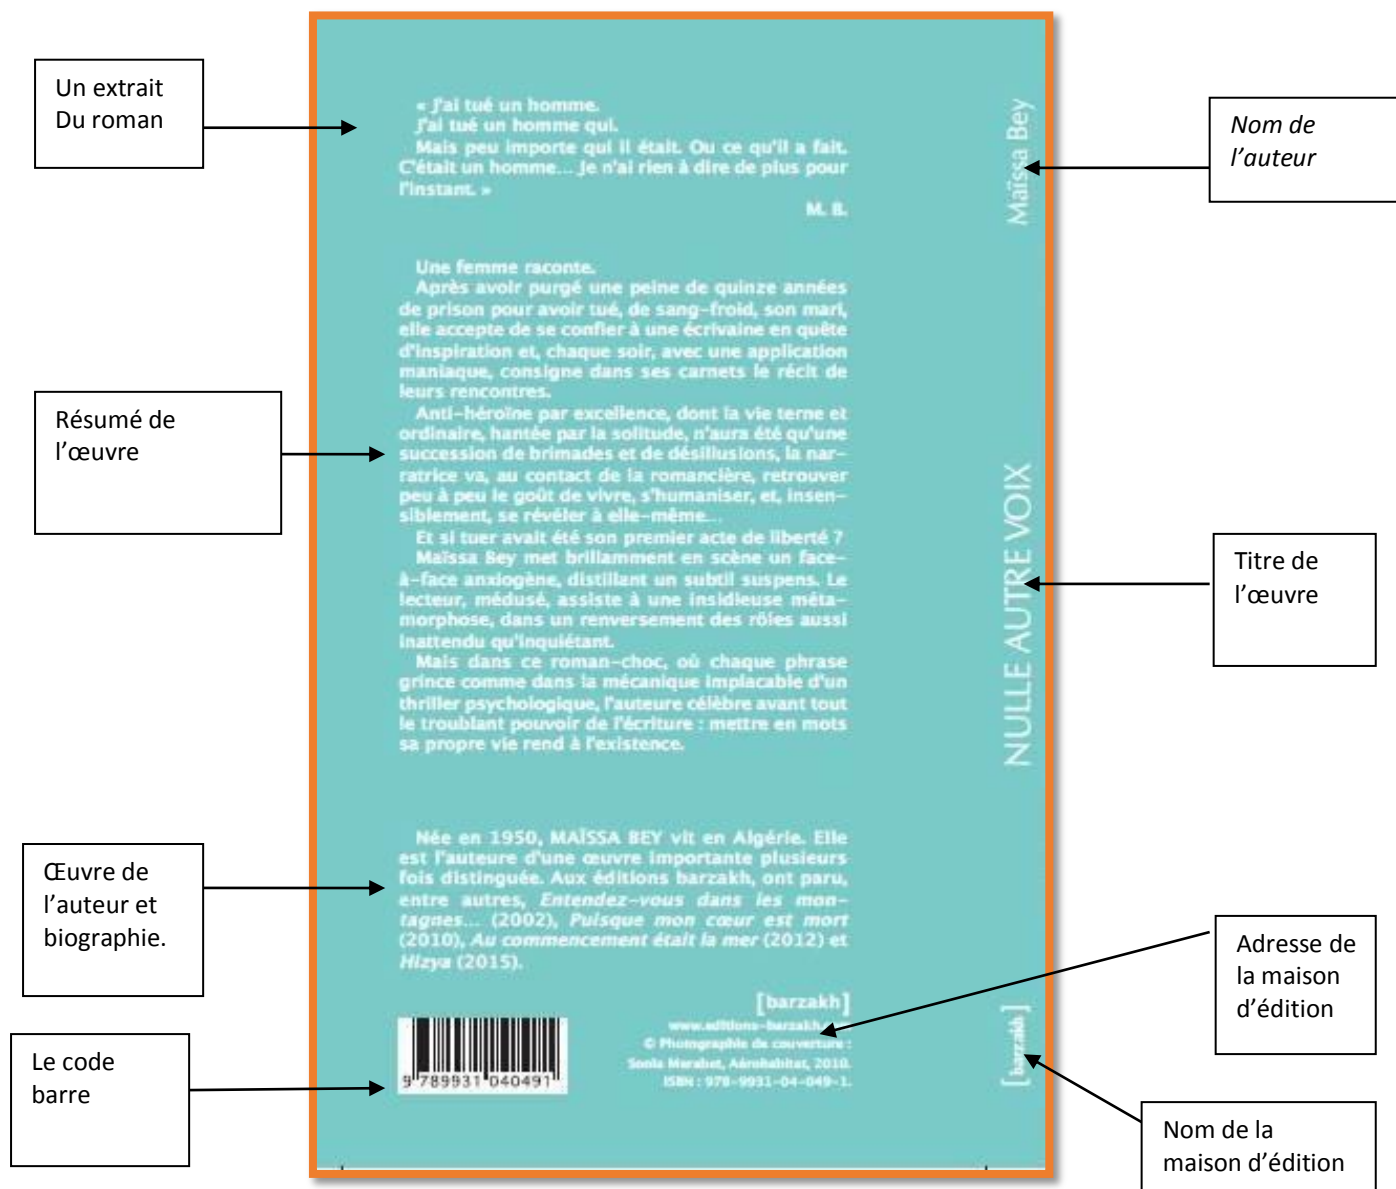 Un extrait
Du roman
« J'ai tué un homme.
J'ai tué un homme qui.
Mais peu importe qui il était. Ou ce qu'il a fait.
C'était un homme... Je n'ai rien à dire de plus pour
l'instant. »
M. B.
Maïssa Bey
Nom de
l'auteur
Une femme raconte.
Après avoir purgé une peine de quinze années
de prison pour avoir tué, de sang-froid, son mari,
elle accepte de se confier à une écrivaine en quête
d'inspiration et, chaque soir, avec une application
maniaque, consigne dans ses carnets le récit de
leurs rencontres.
Anti-héroïne par excellence, dont la vie terne et
ordinaire, hantée par la solitude, n'aura été qu'une
succession de brimades et de désillusions, la nar-
ratrice va, au contact de la romancière, retrouver
peu à peu le goût de vivre, s'humaniser, et, insen-
siblement, se révéler à elle-même...
Et si tuer avait été son premier acte de liberté ?
Maïssa Bey met brillamment en scène un face-
à-face anxiogène, distillant un subtil suspens. Le
lecteur, médusé, assiste à une insidieuse méta-
morphose, dans un renversement des rôles aussi
inattendu qu'inquiétant.
Mais dans ce roman-choc, où chaque phrase
grince comme dans la mécanique implacable d'un
thriller psychologique, l'auteure célèbre avant tout
le troublant pouvoir de l'écriture : mettre en mots
sa propre vie rend à l'existence.
Résumé de
l'œuvre
NULLE AUTRE VOIX
Titre de
l'œuvre
Née en 1950, MAÏSSA BEY vit en Algérie. Elle
est l'auteure d'une œuvre importante plusieurs
fois distinguée. Aux éditions barzakh, ont paru,
entre autres, Entendez-vous dans les mon-
tagnes... (2002), Puisque mon cœur est mort
(2010), Au commencement était la mer (2012) et
Hizya (2015).
Œuvre de
l'auteur et
biographie.
[barzakh]
www.editions-barzakh
© Photographie de couverture :
Sonia Merabet, Aérohabitat, 2010.
ISBN : 978-9931-04-049-1.
Adresse de
la maison
d'édition
9 789931 040491
Le code
barre
[barzakh]
Nom de la
maison d'édition